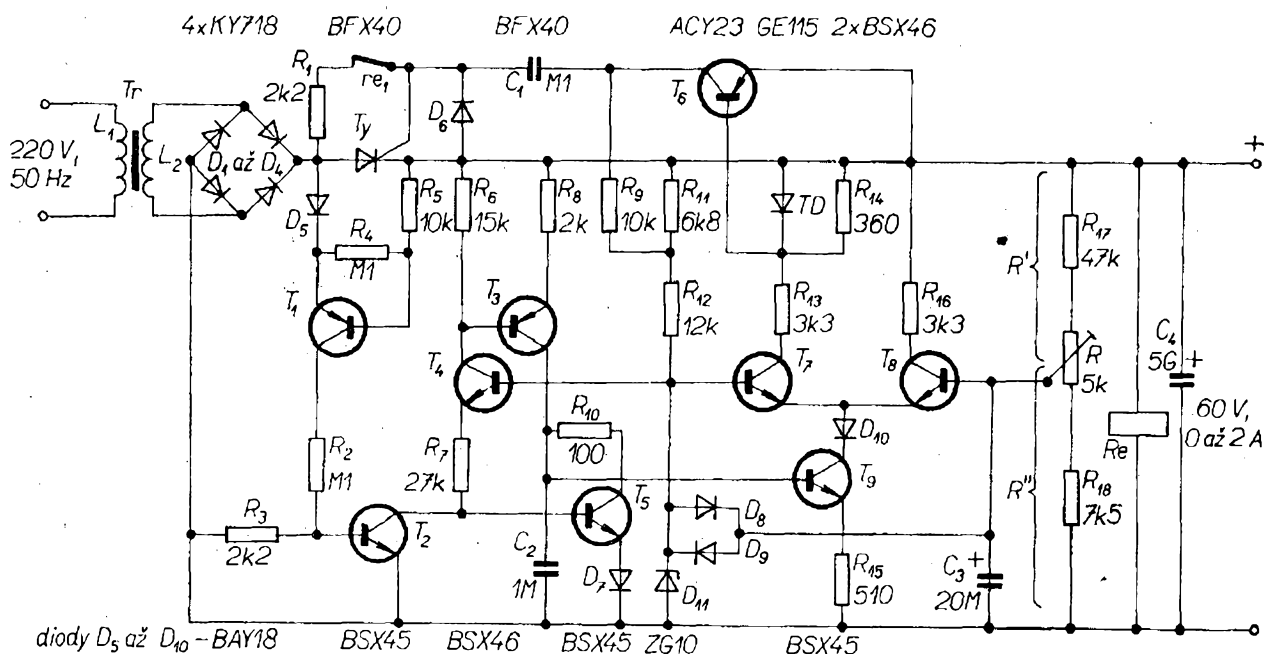 4xKY718 BFX40 BFX40 ACY23 GE115 2xBSX46
Tr
L₁
L₂
220 V,
50 Hz
D₁ až D₄
R₁
2k2
re₁
Ty
D₅
D₆
C₁
M1
T₆
R₄
M1
R₅
10k
R₆
15k
R₈
2k
R₉
10k
R₁₁
6k8
TD
R₁₄
360
+
R'
R₁₇
47k
T₁
T₃
T₄
R₁₂
12k
R₁₃
3k3
R₁₆
3k3
T₇
T₈
R
5k
C₄
5G +
60 V,
0 až 2 A
Re
R₂
M1
R₇
27k
R₁₀
100
T₅
D₁₀
T₉
R"
R₁₈
7k5
R₃
2k2
T₂
C₂
1M
D₇
D₈
D₉
D₁₁
R₁₅
510
C₃ +
20M
diody D₅ až D₁₀ – BAY18 BSX45 BSX46 BSX45 ZG10 BSX45